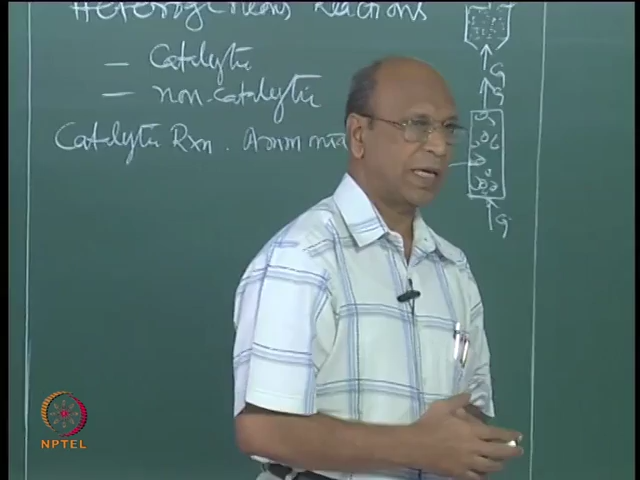 Heterogeneous Reactions
- Catalytic
- non-catalytic
Catalytic Rxn. Ammonia
G
G
G
NPTEL